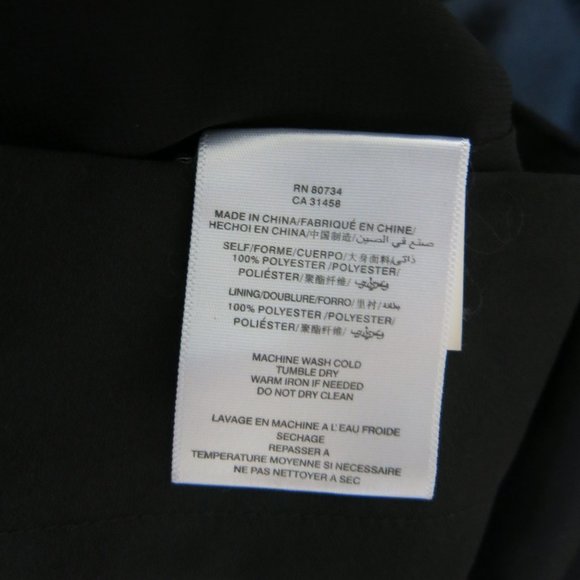 RN 80734
CA 31458
MADE IN CHINA/FABRIQUÉ EN CHINE/
HECHOI EN CHINA/中国制造/صنع في الصين
SELF/FORME/CUERPO/大身面料/ذاتي
100% POLYESTER /POLYESTER/
POLIÉSTER/聚酯纤维/
LINING/DOUBLURE/FORRO/里衬/بطانة
100% POLYESTER /POLYESTER/
POLIÉSTER/聚酯纤维/
MACHINE WASH COLD
TUMBLE DRY
WARM IRON IF NEEDED
DO NOT DRY CLEAN
LAVAGE EN MACHINE A L'EAU FROIDE
SECHAGE
REPASSER A
TEMPERATURE MOYENNE SI NECESSAIRE
NE PAS NETTOYER A SEC